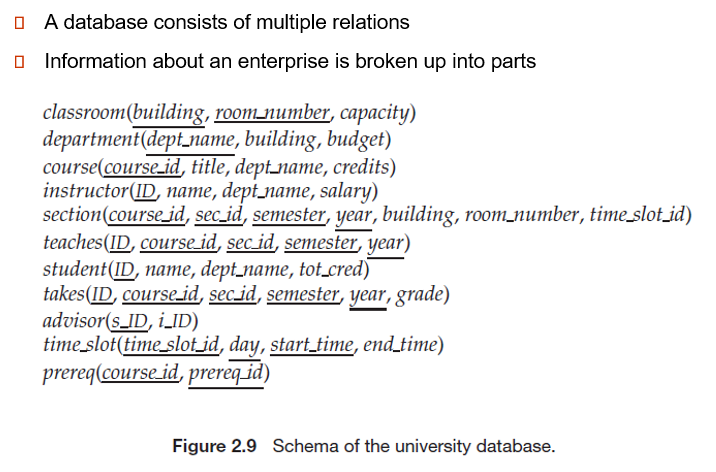 A database consists of multiple relations
Information about an enterprise is broken up into parts
classroom(building, room_number, capacity)
department(dept_name, building, budget)
course(course_id, title, dept_name, credits)
instructor(ID, name, dept_name, salary)
section(course_id, sec_id, semester, year, building, room_number, time_slot_id)
teaches(ID, course_id, sec_id, semester, year)
student(ID, name, dept_name, tot_cred)
takes(ID, course_id, sec_id, semester, year, grade)
advisor(s_ID, i_ID)
time_slot(time_slot_id, day, start_time, end_time)
prereq(course_id, prereq_id)
Figure 2.9 Schema of the university database.